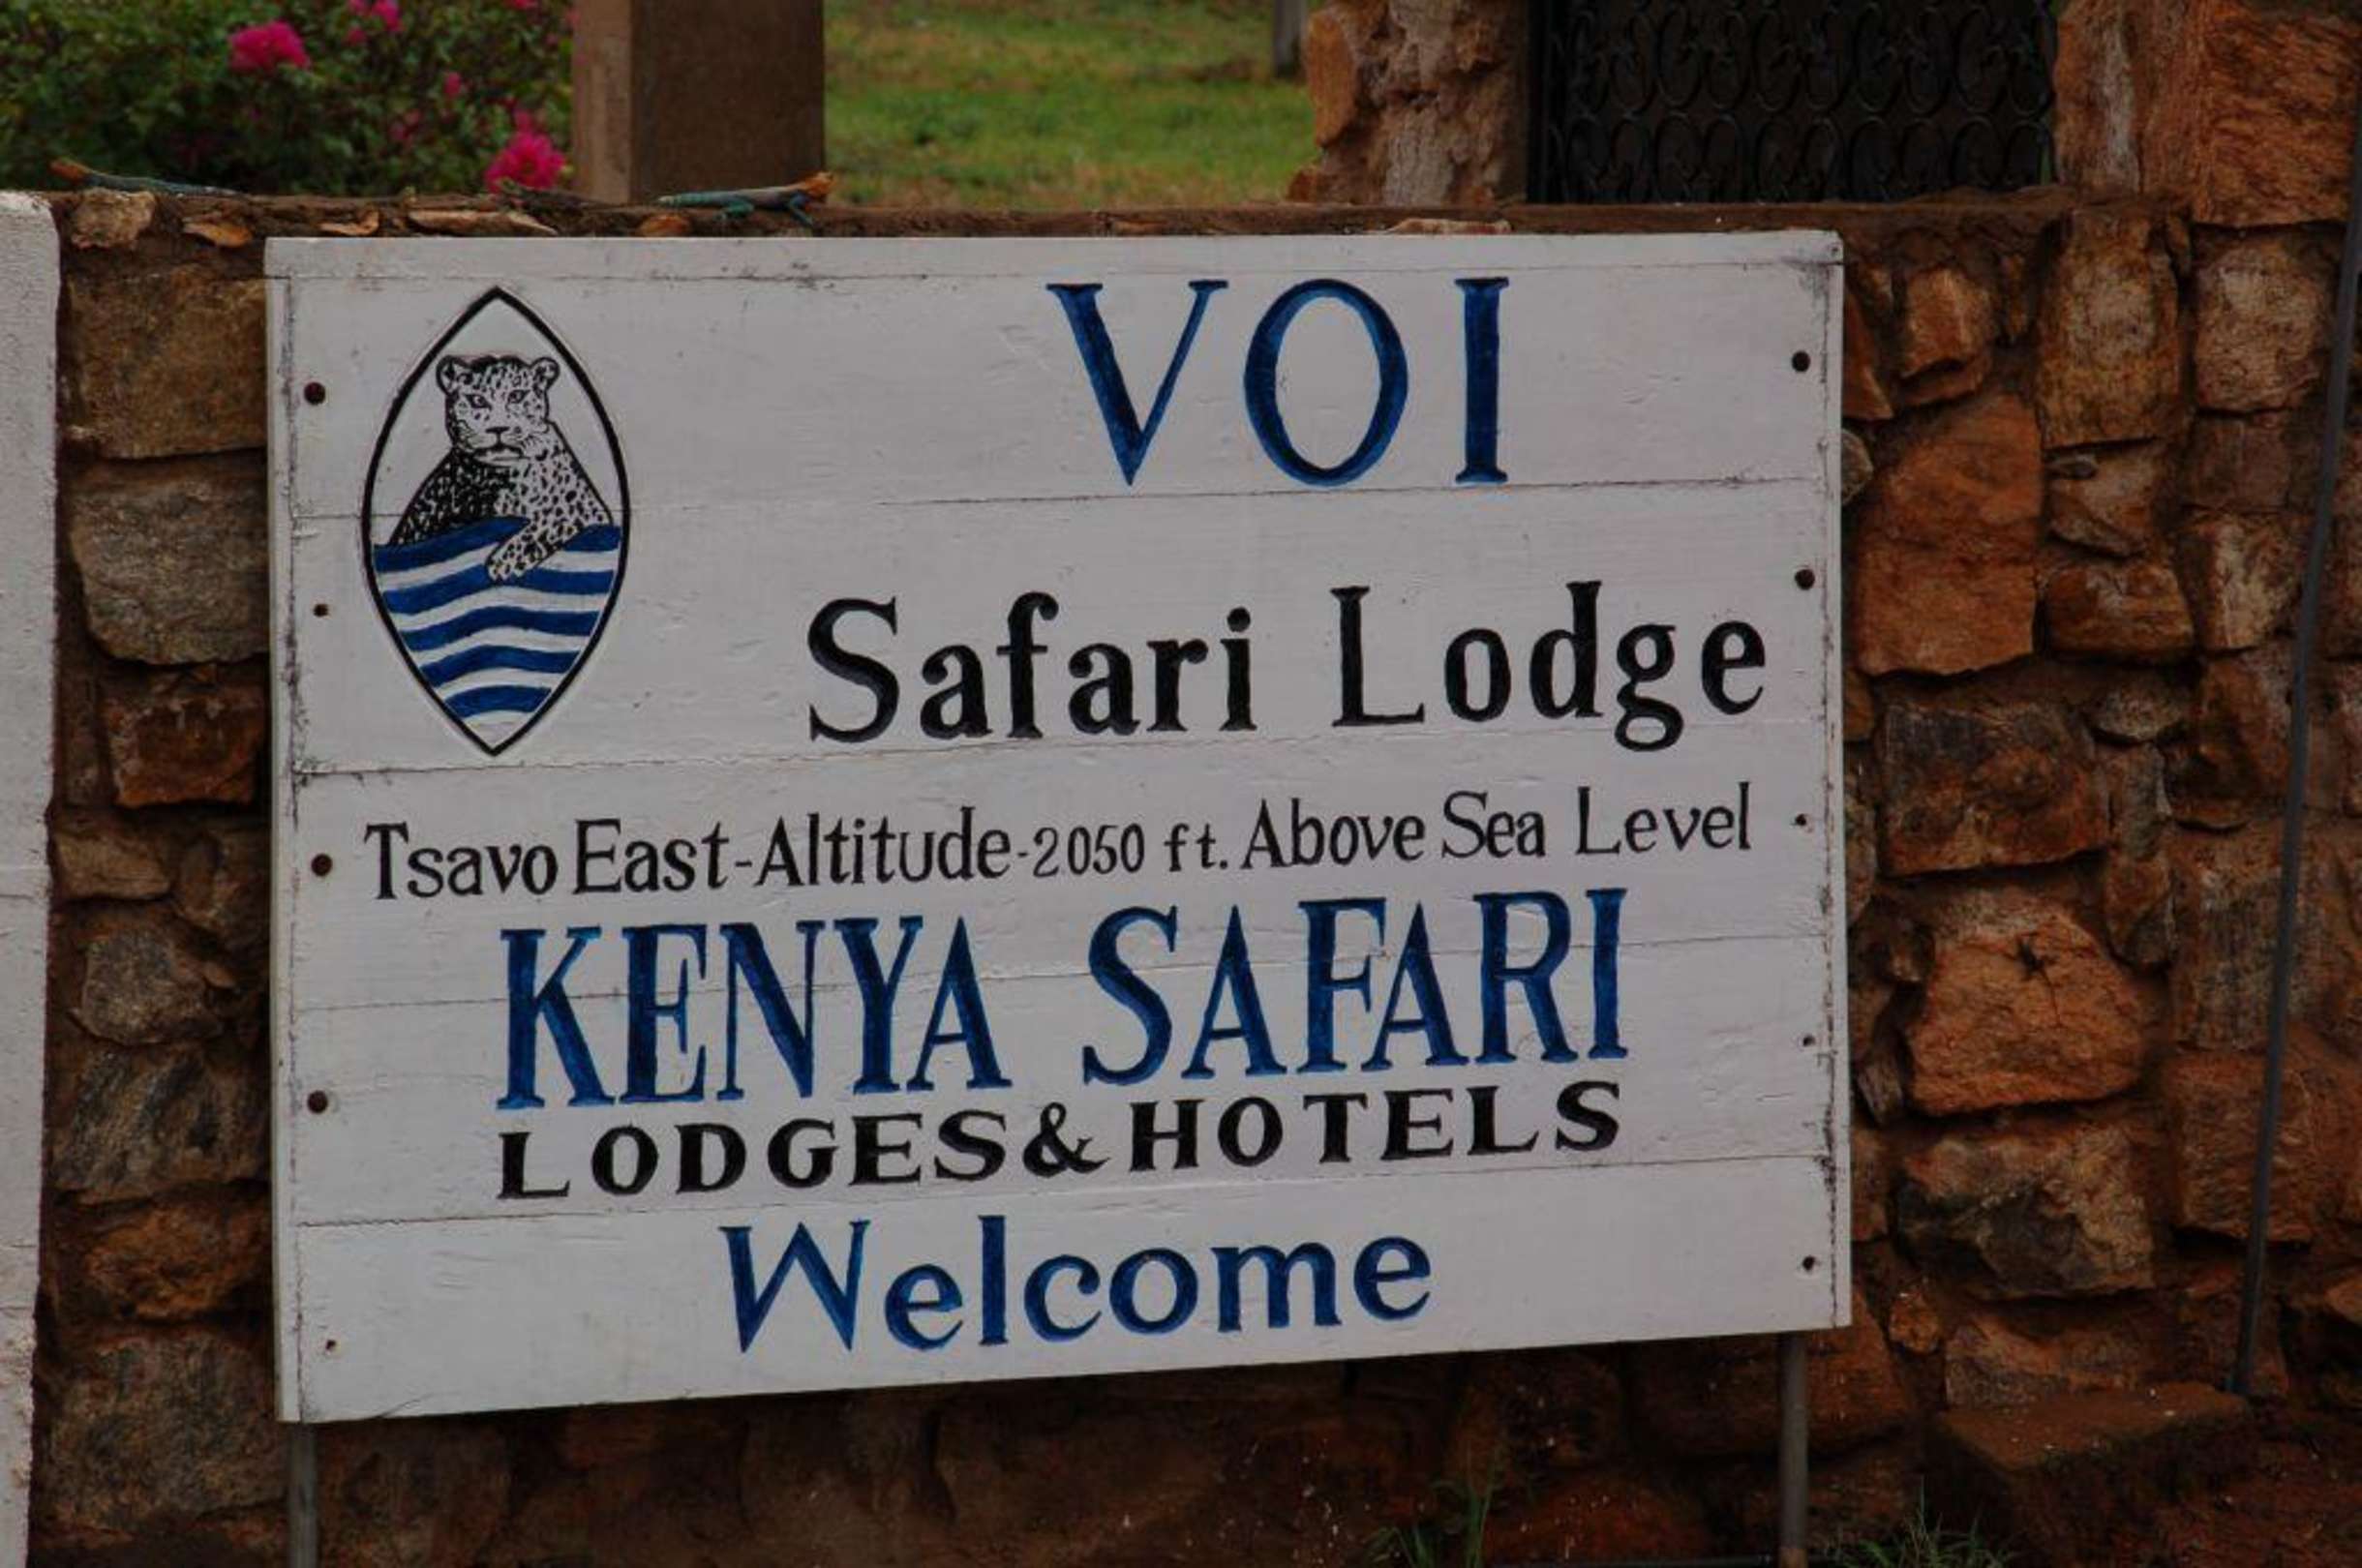 VOI
Safari Lodge
Tsavo East-Altitude-2050 ft. Above Sea Level
KENYA SAFARI
LODGES & HOTELS
Welcome